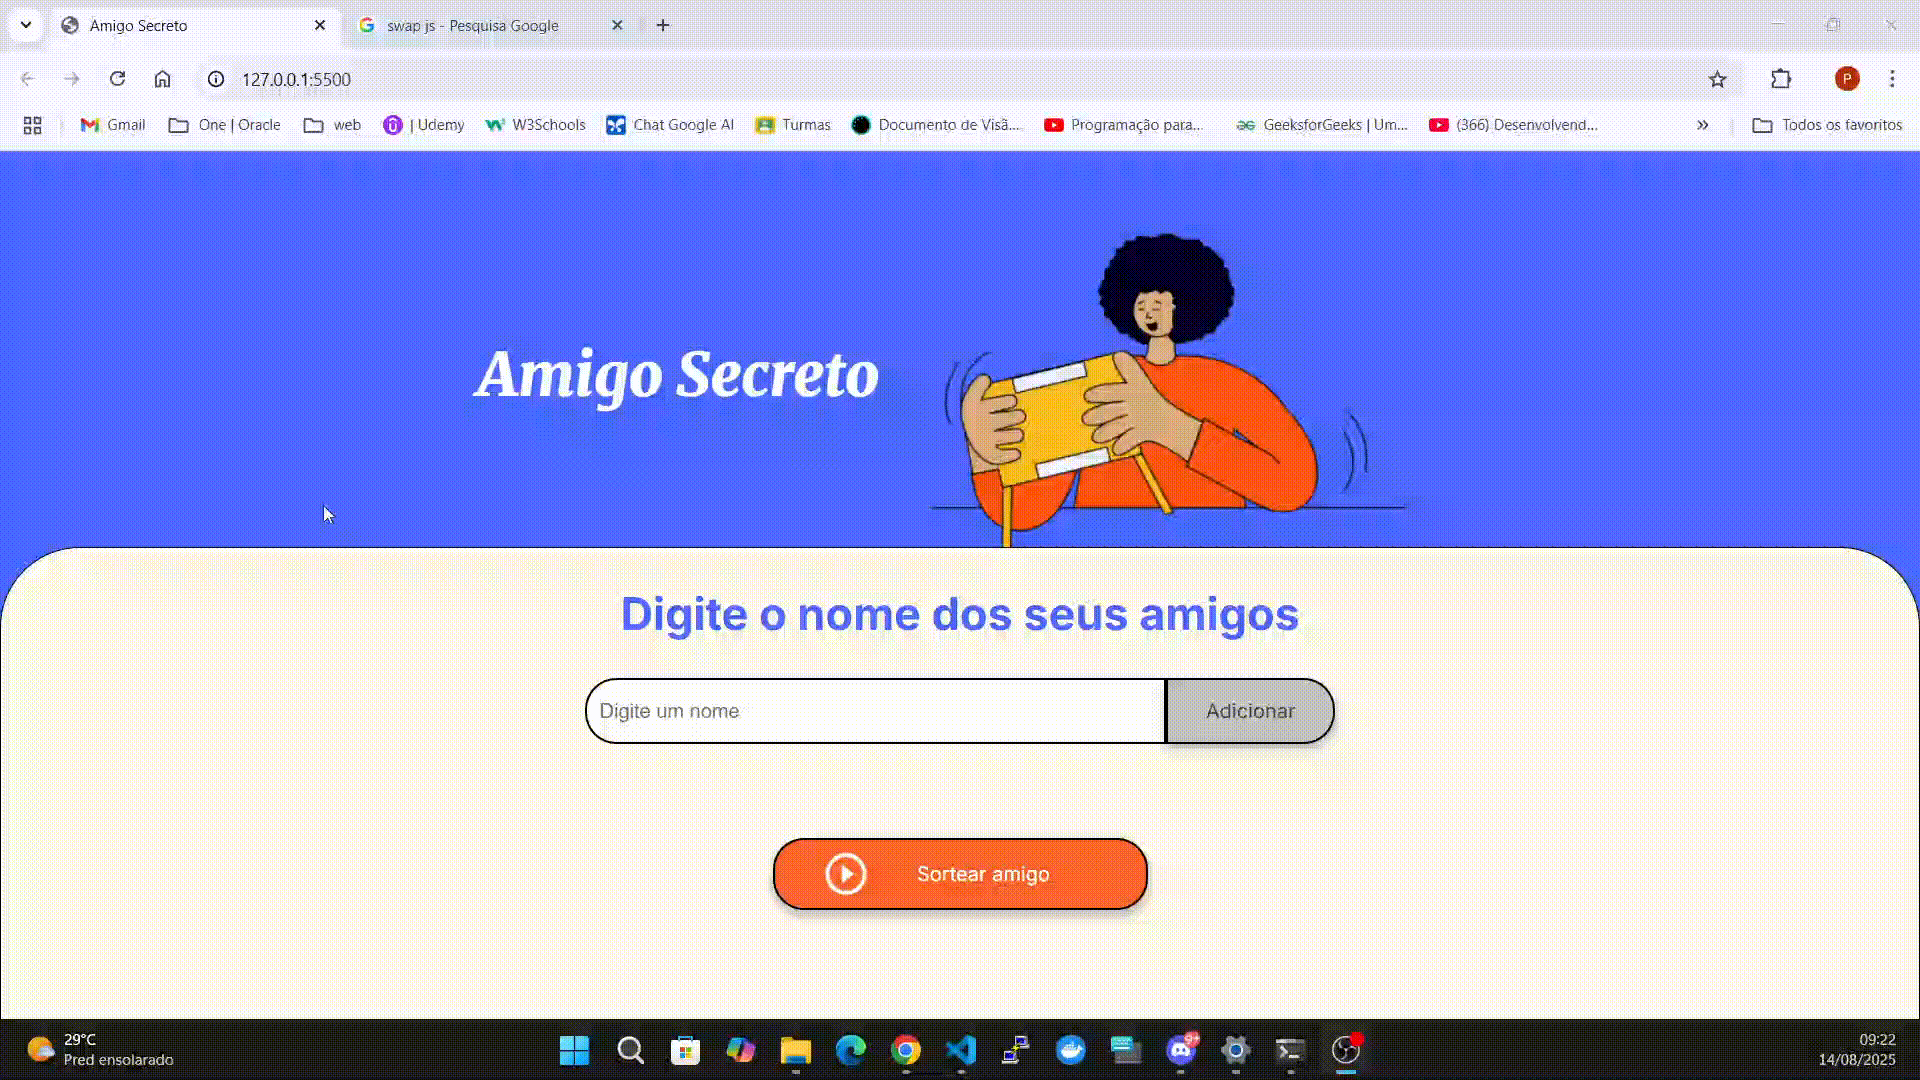 Amigo Secreto
swap js - Pesquisa Google
127.0.0.1:5500
P
Gmail
One | Oracle
web
| Udemy
W3Schools
Chat Google AI
Turmas
Documento de Visã...
Programação para...
GeeksforGeeks | Um...
(366) Desenvolvend...
Todos os favoritos
Amigo Secreto
Digite o nome dos seus amigos
Digite um nome
Adicionar
Sortear amigo
29°C
Pred ensolarado
9+
09:22
14/08/2025